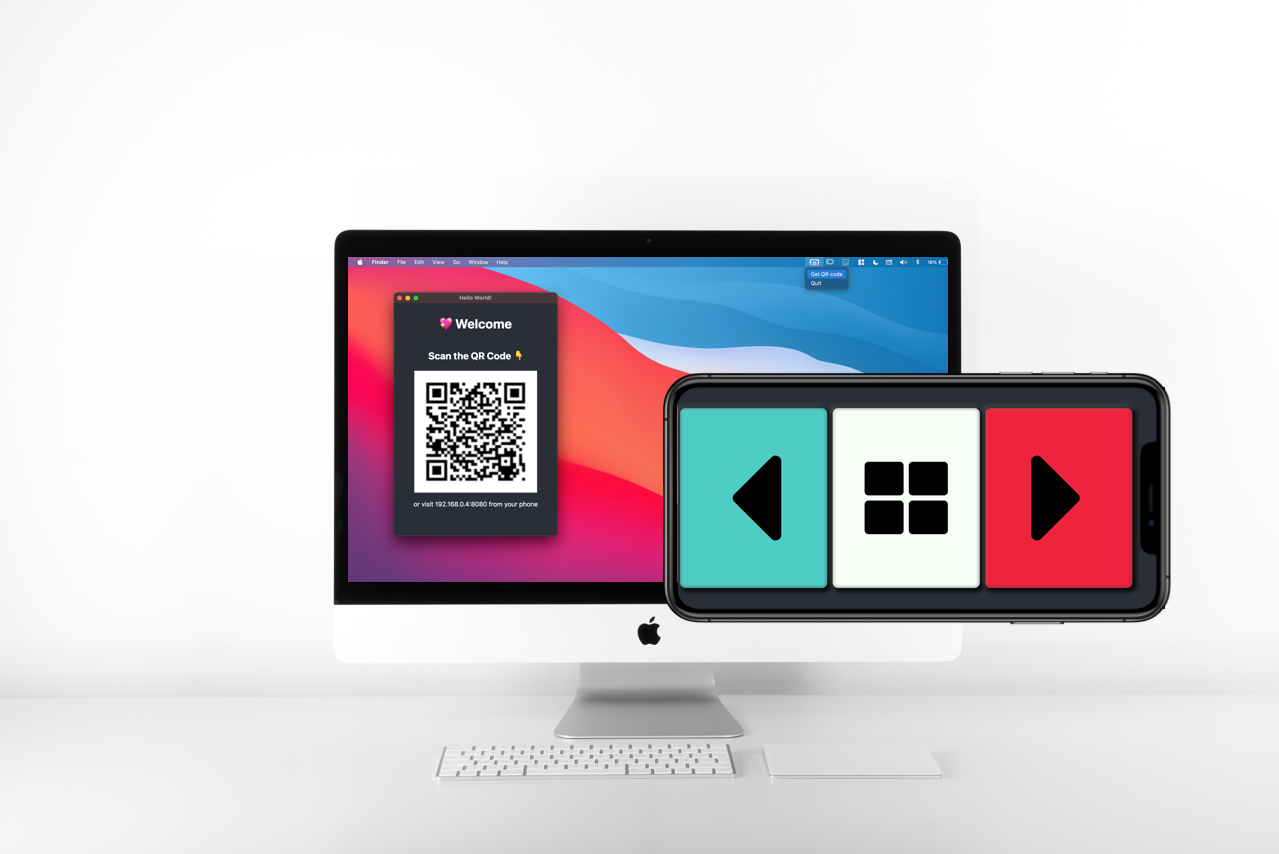 Finder File Edit View Go Window Help
18%
Get QR code
Quit
Hello World!
💖 Welcome
Scan the QR Code 👇
or visit 192.168.0.4:8080 from your phone